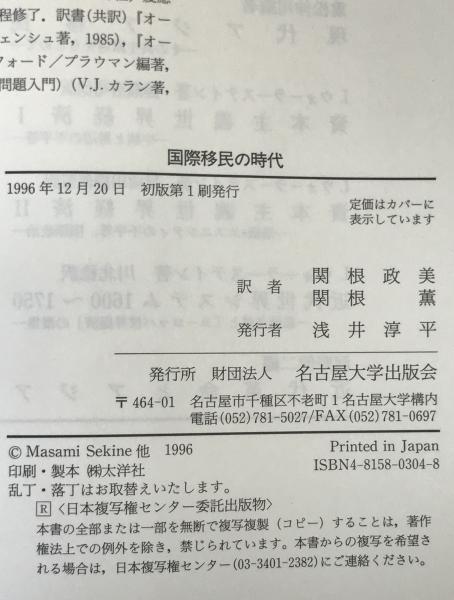 程修了．訳書(共訳)『オー
ェンシュ著，1985)，『オー
フォード／プラウマン編著，
問題入門』(V.J. カラン著，
国際移民の時代
1996年12月20日　初版第1刷発行
定価はカバーに
表示しています
訳者　関根政美
関根　薫
発行者　浅井淳平
発行所　財団法人　名古屋大学出版会
〒464-01　名古屋市千種区不老町1名古屋大学構内
電話(052)781-5027/FAX(052)781-0697
© Masami Sekine 他　1996
Printed in Japan
印刷・製本 ㈱太洋社
ISBN4-8158-0304-8
乱丁・落丁はお取替えいたします。
R〈日本複写権センター委託出版物〉
本書の全部または一部を無断で複写複製（コピー）することは，著作
権法上での例外を除き，禁じられています。本書からの複写を希望さ
れる場合は，日本複写権センター(03-3401-2382)にご連絡ください。